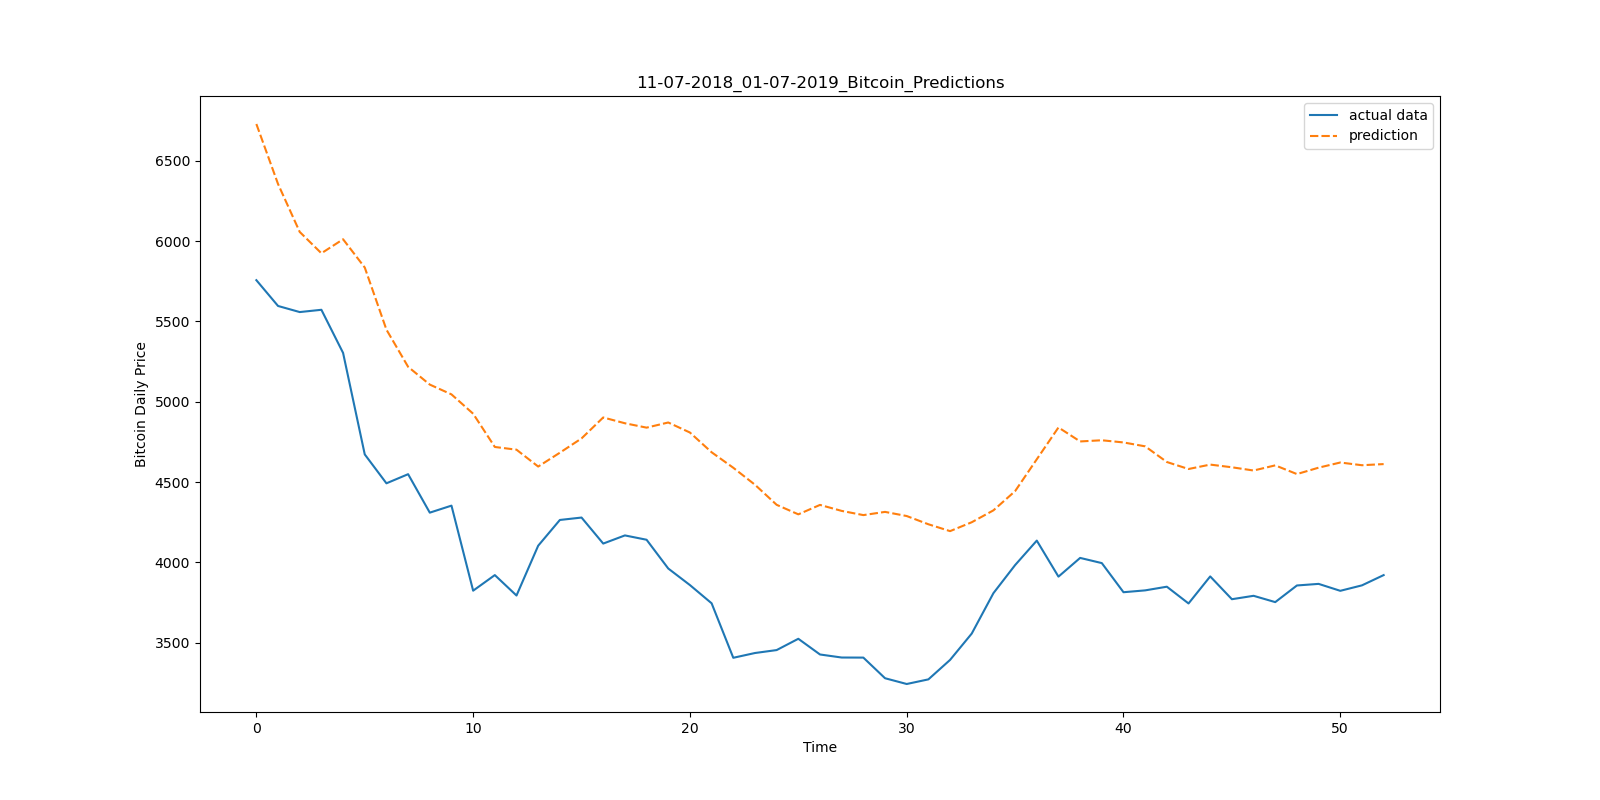 11-07-2018_01-07-2019_Bitcoin_Predictions
actual data
prediction
6500
6000
5500
5000
4500
4000
3500
Bitcoin Daily Price
0 10 20 30 40 50
Time